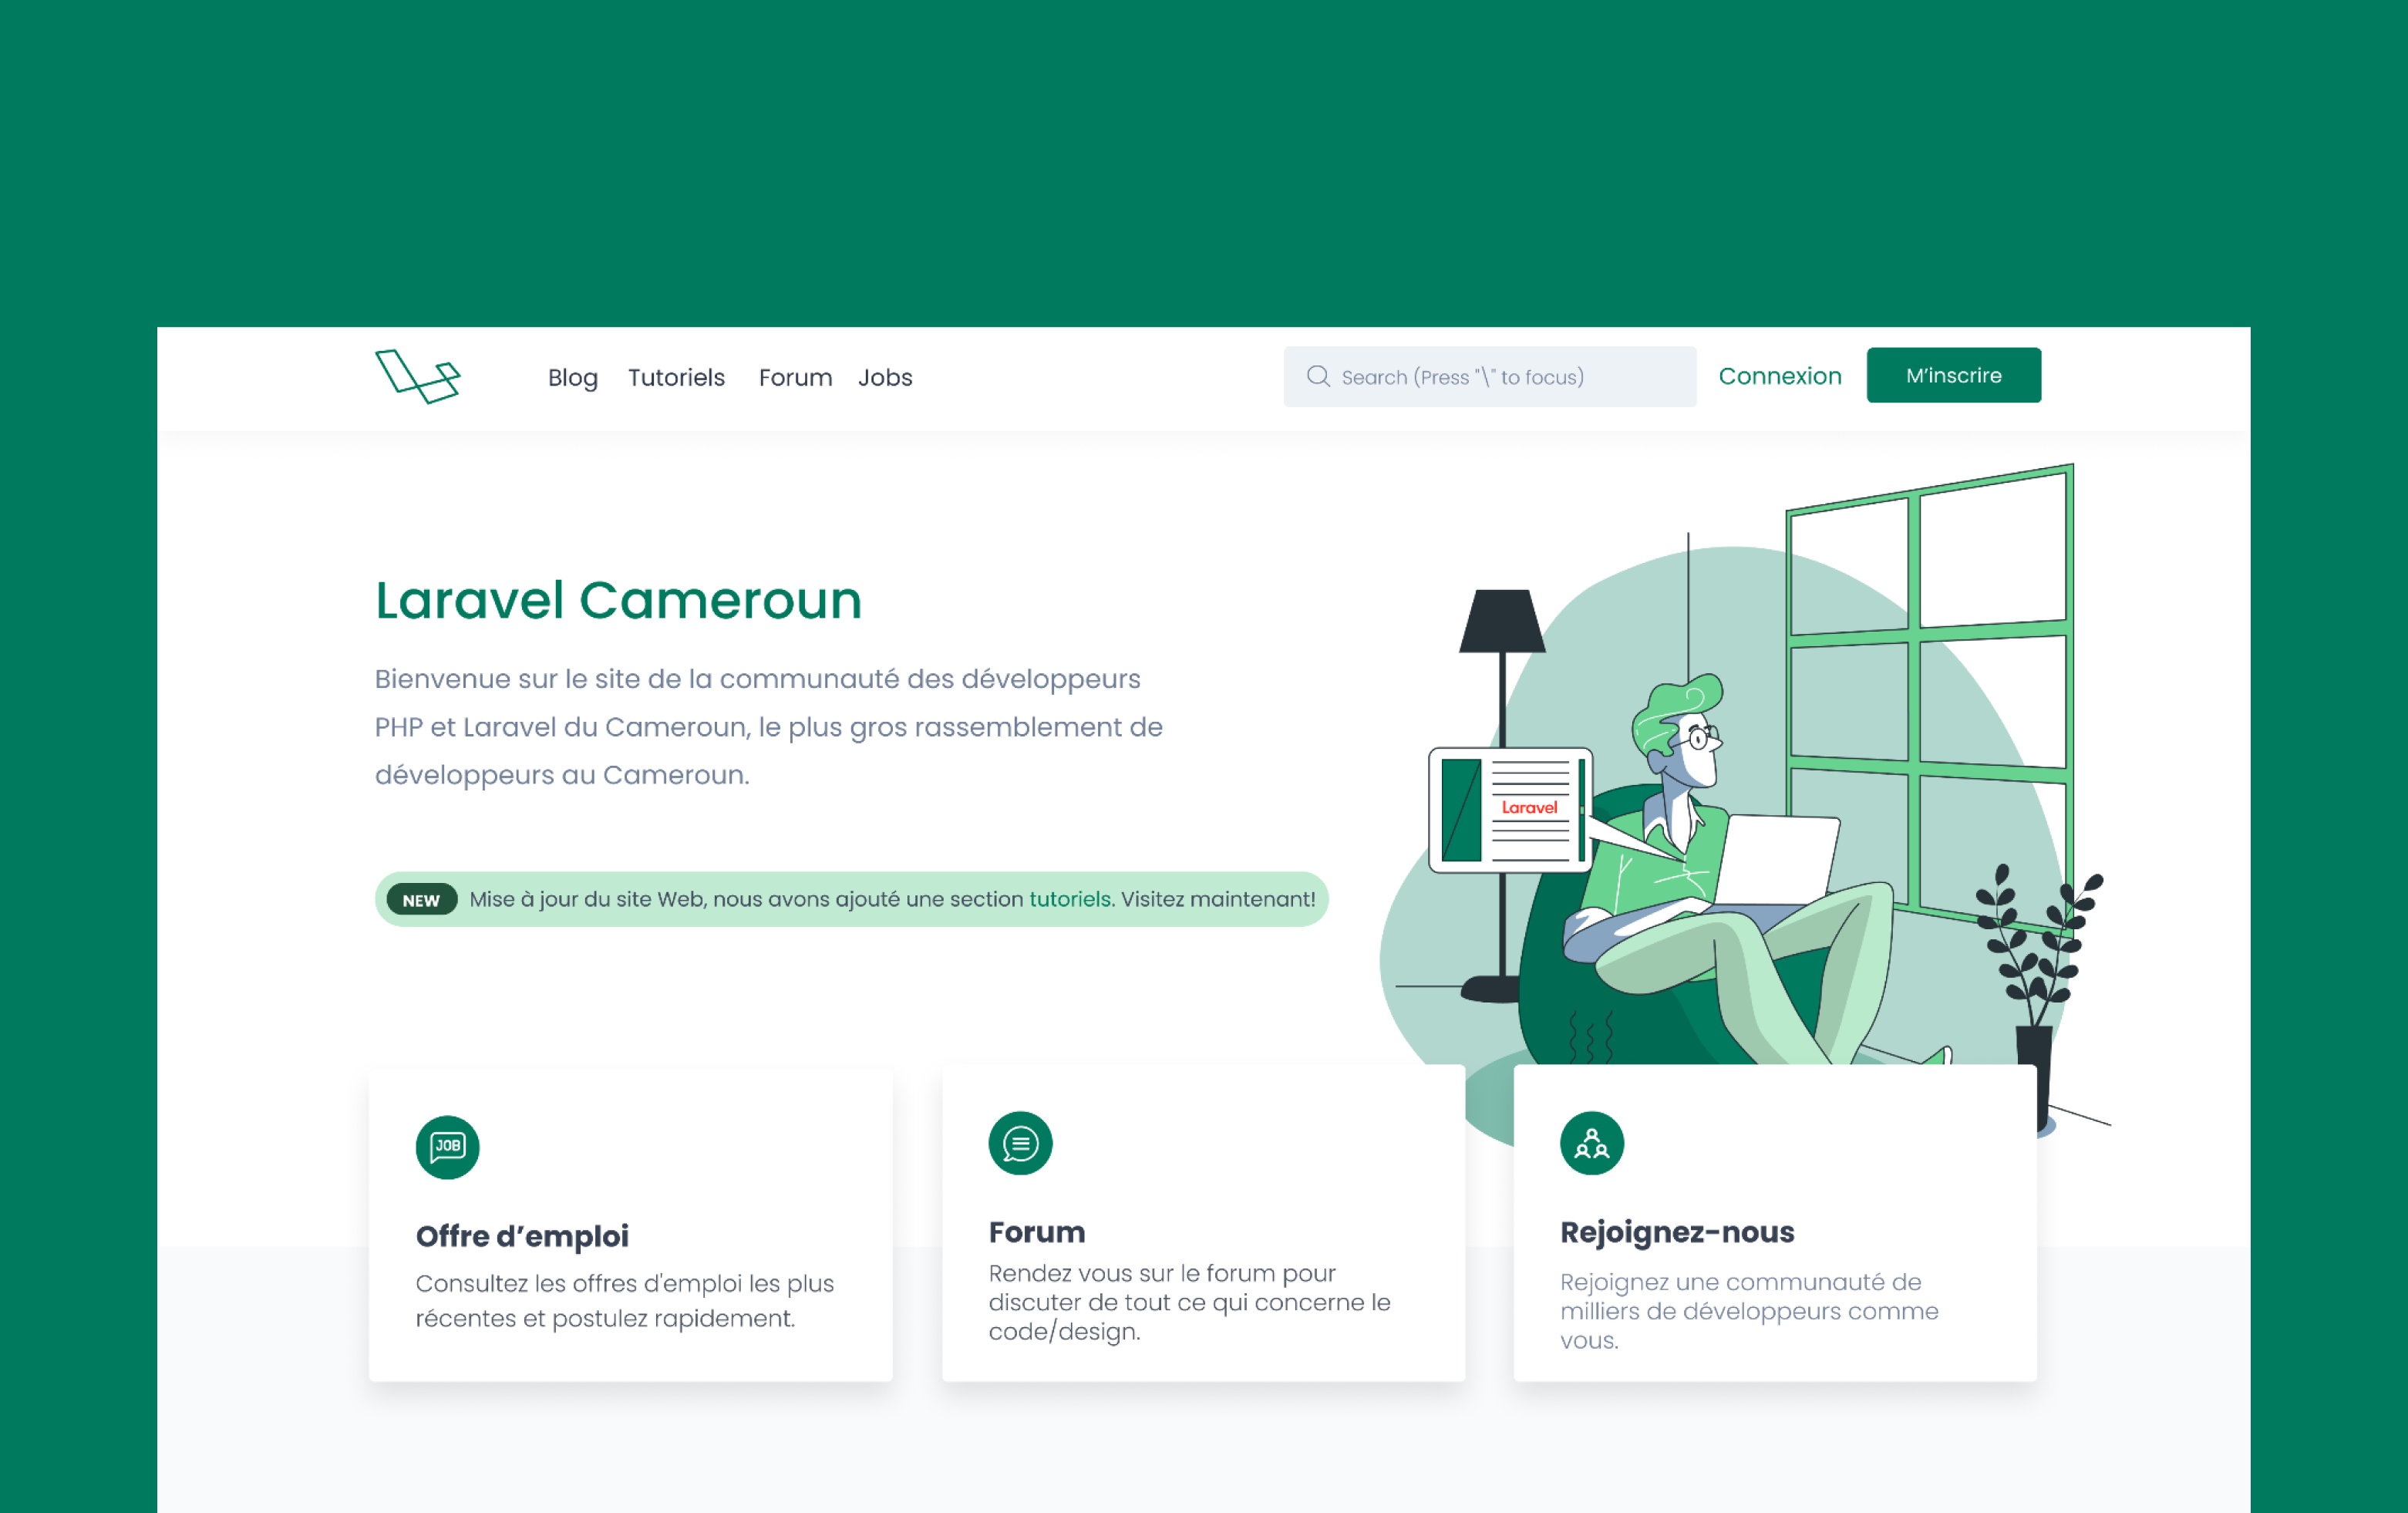 Blog Tutoriels Forum Jobs Search (Press "\" to focus) Connexion M’inscrire
Laravel Cameroun
Bienvenue sur le site de la communauté des développeurs
PHP et Laravel du Cameroun, le plus gros rassemblement de
développeurs au Cameroun.
Laravel
NEW Mise à jour du site Web, nous avons ajouté une section tutoriels. Visitez maintenant!
JOB
Offre d’emploi
Consultez les offres d'emploi les plus
récentes et postulez rapidement.
Forum
Rendez vous sur le forum pour
discuter de tout ce qui concerne le
code/design.
Rejoignez-nous
Rejoignez une communauté de
milliers de développeurs comme
vous.